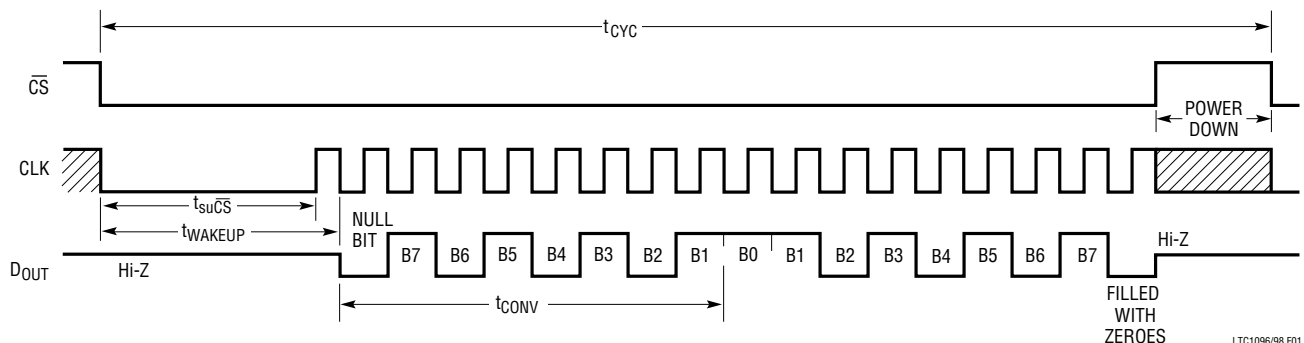 tCYC
CS
POWER
DOWN
CLK
tsuCS
tWAKEUP
NULL
BIT
B7 B6 B5 B4 B3 B2 B1 B0 B1 B2 B3 B4 B5 B6 B7
Hi-Z
DOUT
Hi-Z
tCONV
FILLED
WITH
ZEROES
LTC1096/98 F01